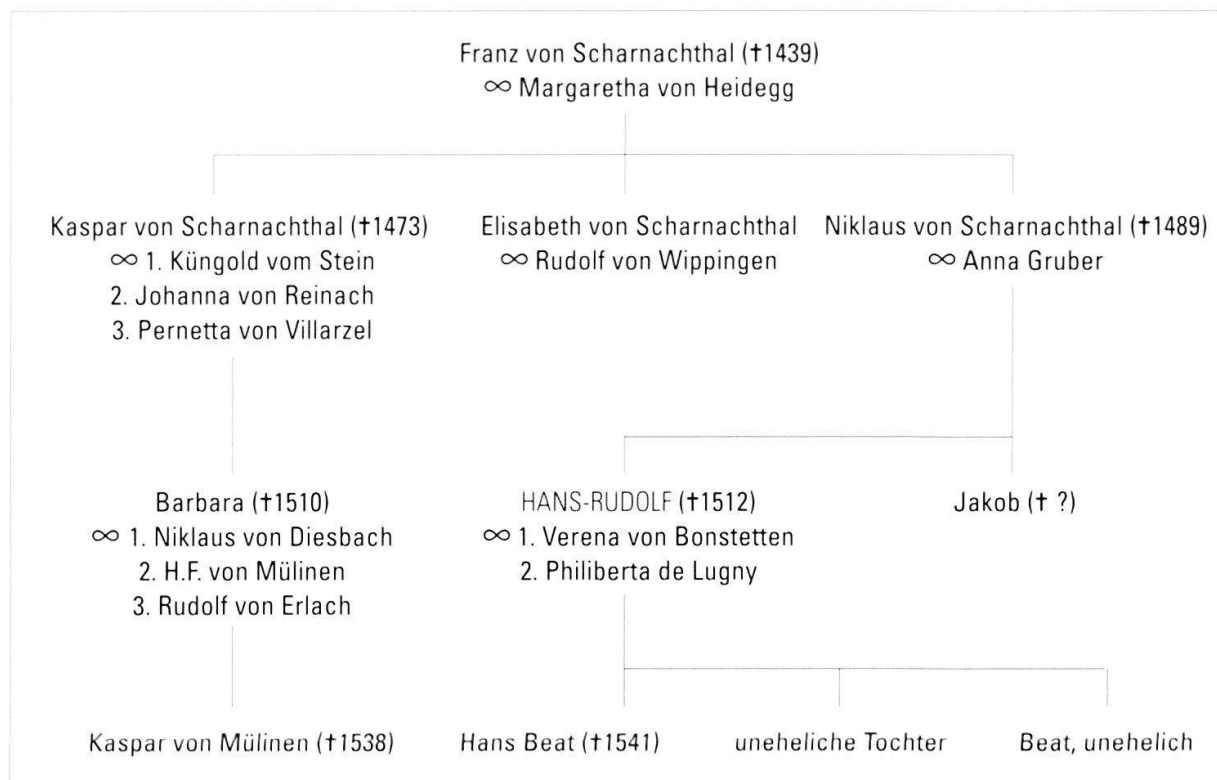 Franz von Scharnachthal (†1439)
∞ Margaretha von Heidegg
Kaspar von Scharnachthal (†1473)
∞ 1. Küngold vom Stein
2. Johanna von Reinach
3. Pernetta von Villarzel
Elisabeth von Scharnachthal
∞ Rudolf von Wippingen
Niklaus von Scharnachthal (†1489)
∞ Anna Gruber
Barbara (†1510)
∞ 1. Niklaus von Diesbach
2. H.F. von Mülinen
3. Rudolf von Erlach
HANS-RUDOLF (†1512)
∞ 1. Verena von Bonstetten
2. Philiberta de Lugny
Jakob († ?)
Kaspar von Mülinen (†1538)
Hans Beat (†1541)
uneheliche Tochter
Beat, unehelich